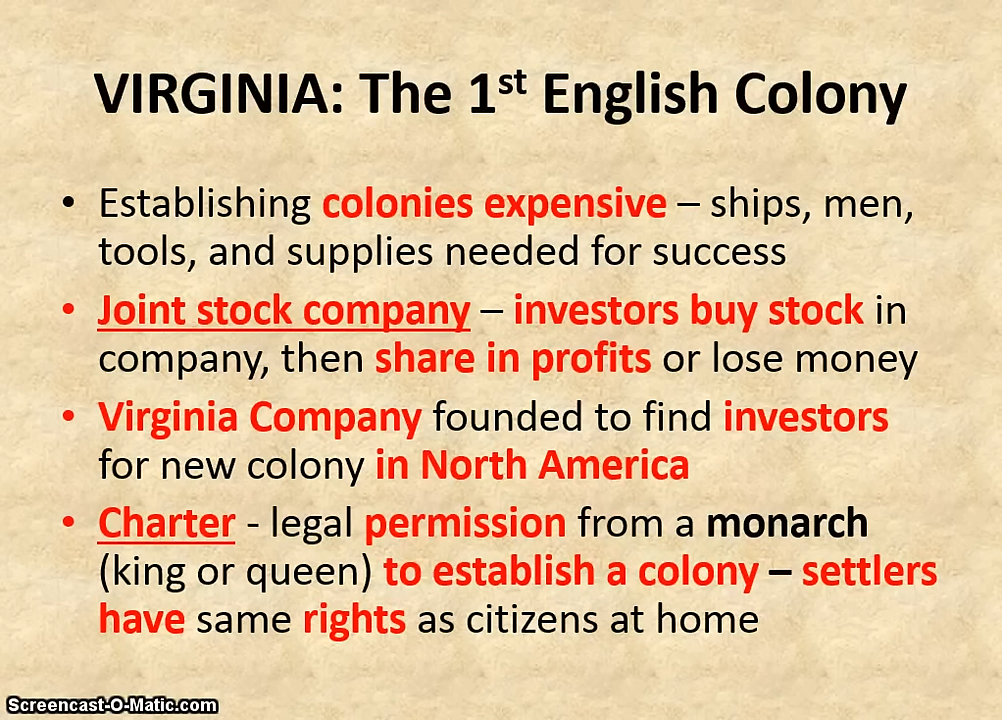 VIRGINIA: The 1st English Colony
• Establishing colonies expensive – ships, men,
tools, and supplies needed for success
• Joint stock company – investors buy stock in
company, then share in profits or lose money
• Virginia Company founded to find investors
for new colony in North America
• Charter - legal permission from a monarch
(king or queen) to establish a colony – settlers
have same rights as citizens at home
Screencast-O-Matic.com